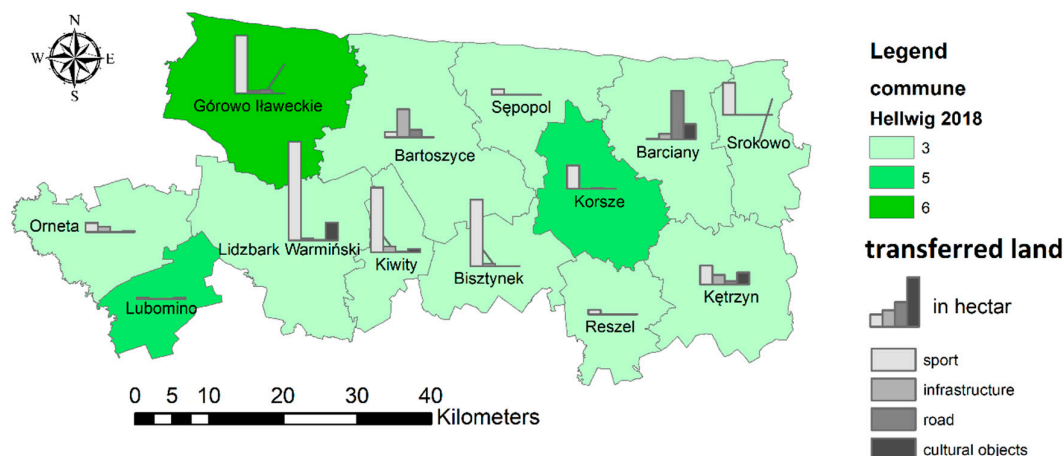 N
W E
S
Górowo Iławeckie
Sępopol
Bartoszyce
Barciany
Srokowo
Korsze
Orneta
Lidzbark Warmiński
Kiwity
Bisztynek
Kętrzyn
Lubomino
Reszel
0 5 10 20 30 40
Kilometers
Legend
commune
Hellwig 2018
3
5
6
transferred land
in hectar
sport
infrastructure
road
cultural objects